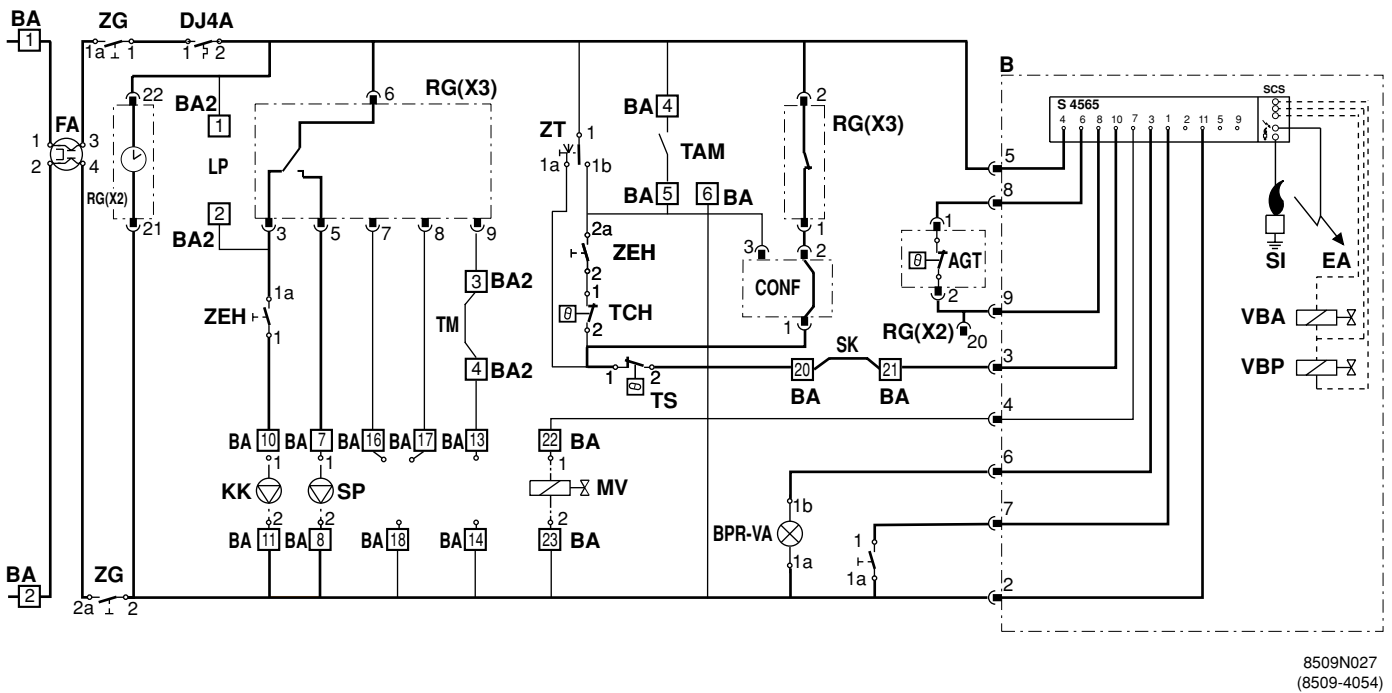 BA ZG DJ4A
1 1a 1 1 2
B
SCS
S 4565
4 6 8 10 7 3 1 2 11 5 9
22 BA2 6 RG(X3) BA 4 2 RG(X3)
FA 1 ZT 1 TAM
1 3
2 4
LP 1a 1b 5
RG(X2) BA 5 6 BA 8
2
21 BA2 3 5 7 8 9 2a 1 1
ZEH 3 2 AGT SI EA
1a 3 BA2 2 CONF 2
ZEH TM 1 TCH 9 VBA
1 2 1 RG(X2) 20
4 BA2 SK 3 VBP
1 2 20 21
TS BA BA
4
BA 10 BA 7 BA 16 BA 17 BA 13 22 BA
1 1 1 6
KK SP MV 1b 7
2 2 2 BPR-VA 1
BA 11 BA 8 BA 18 BA 14 23 BA 1a 1a
BA ZG 2
2 2a 2
8509N027
(8509-4054)